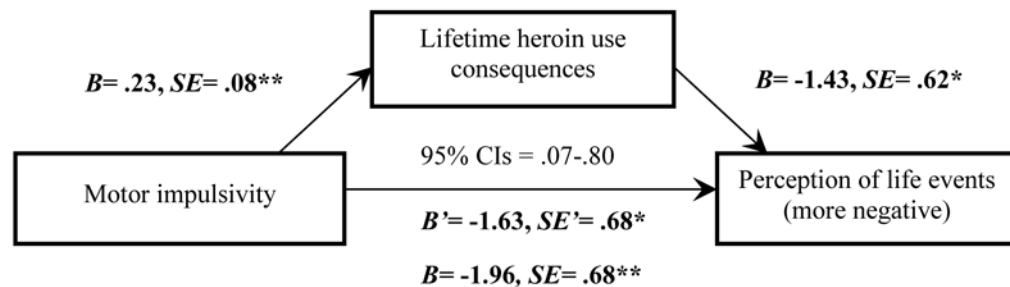 Lifetime heroin use
consequences
B= .23, SE= .08**
B= -1.43, SE= .62*
95% CIs = .07-.80
Motor impulsivity
Perception of life events
(more negative)
B’= -1.63, SE’= .68*
B= -1.96, SE= .68**